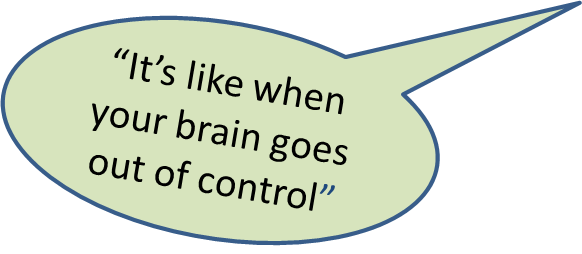 “It’s like when
your brain goes
out of control”